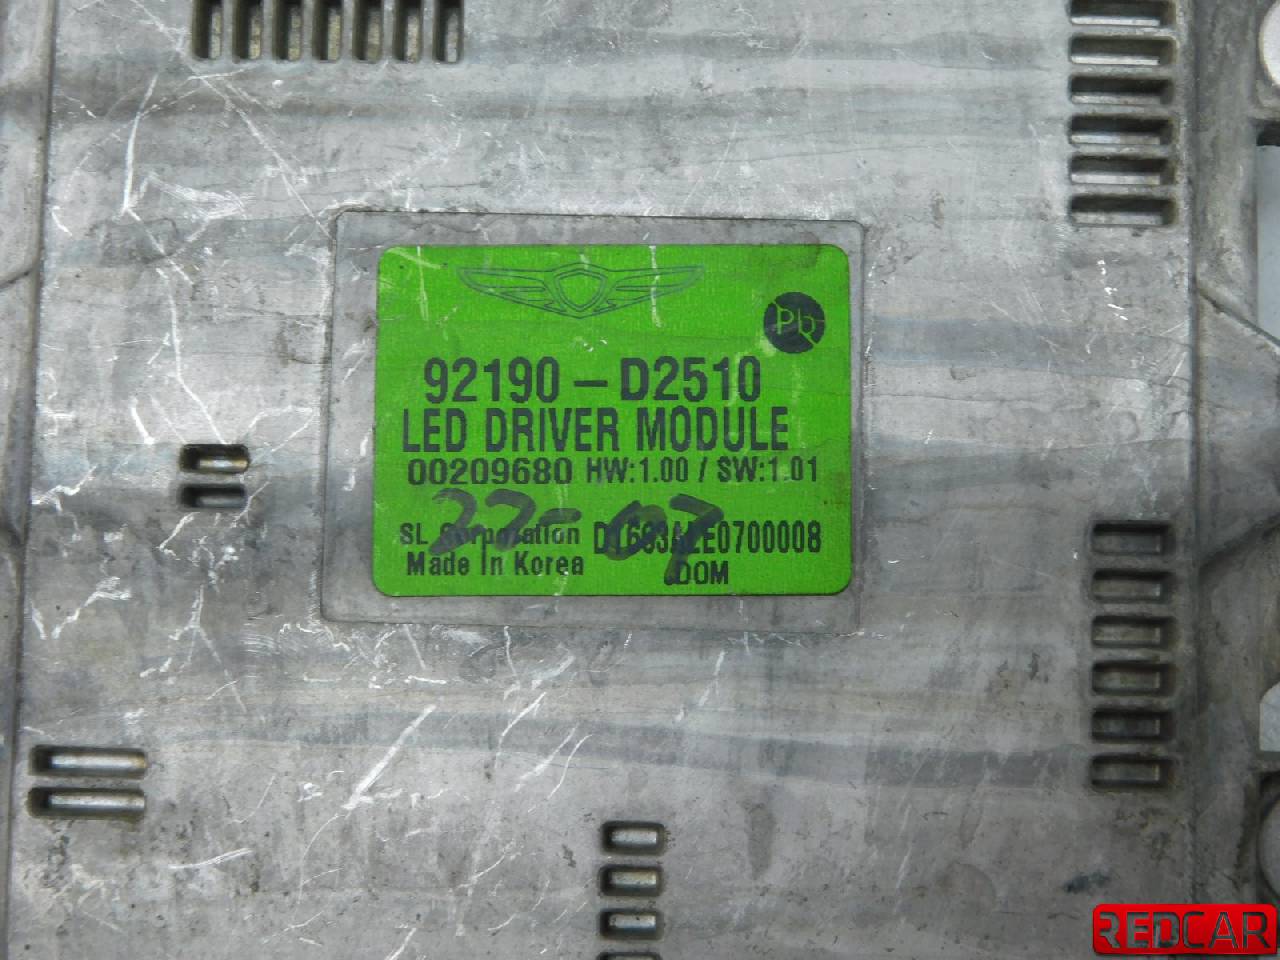 Pb
92190-D2510
LED DRIVER MODULE
00209680 HW:1.00 / SW:1.01
22-07
SL Corporation
Made In Korea
DOM
REDCAR